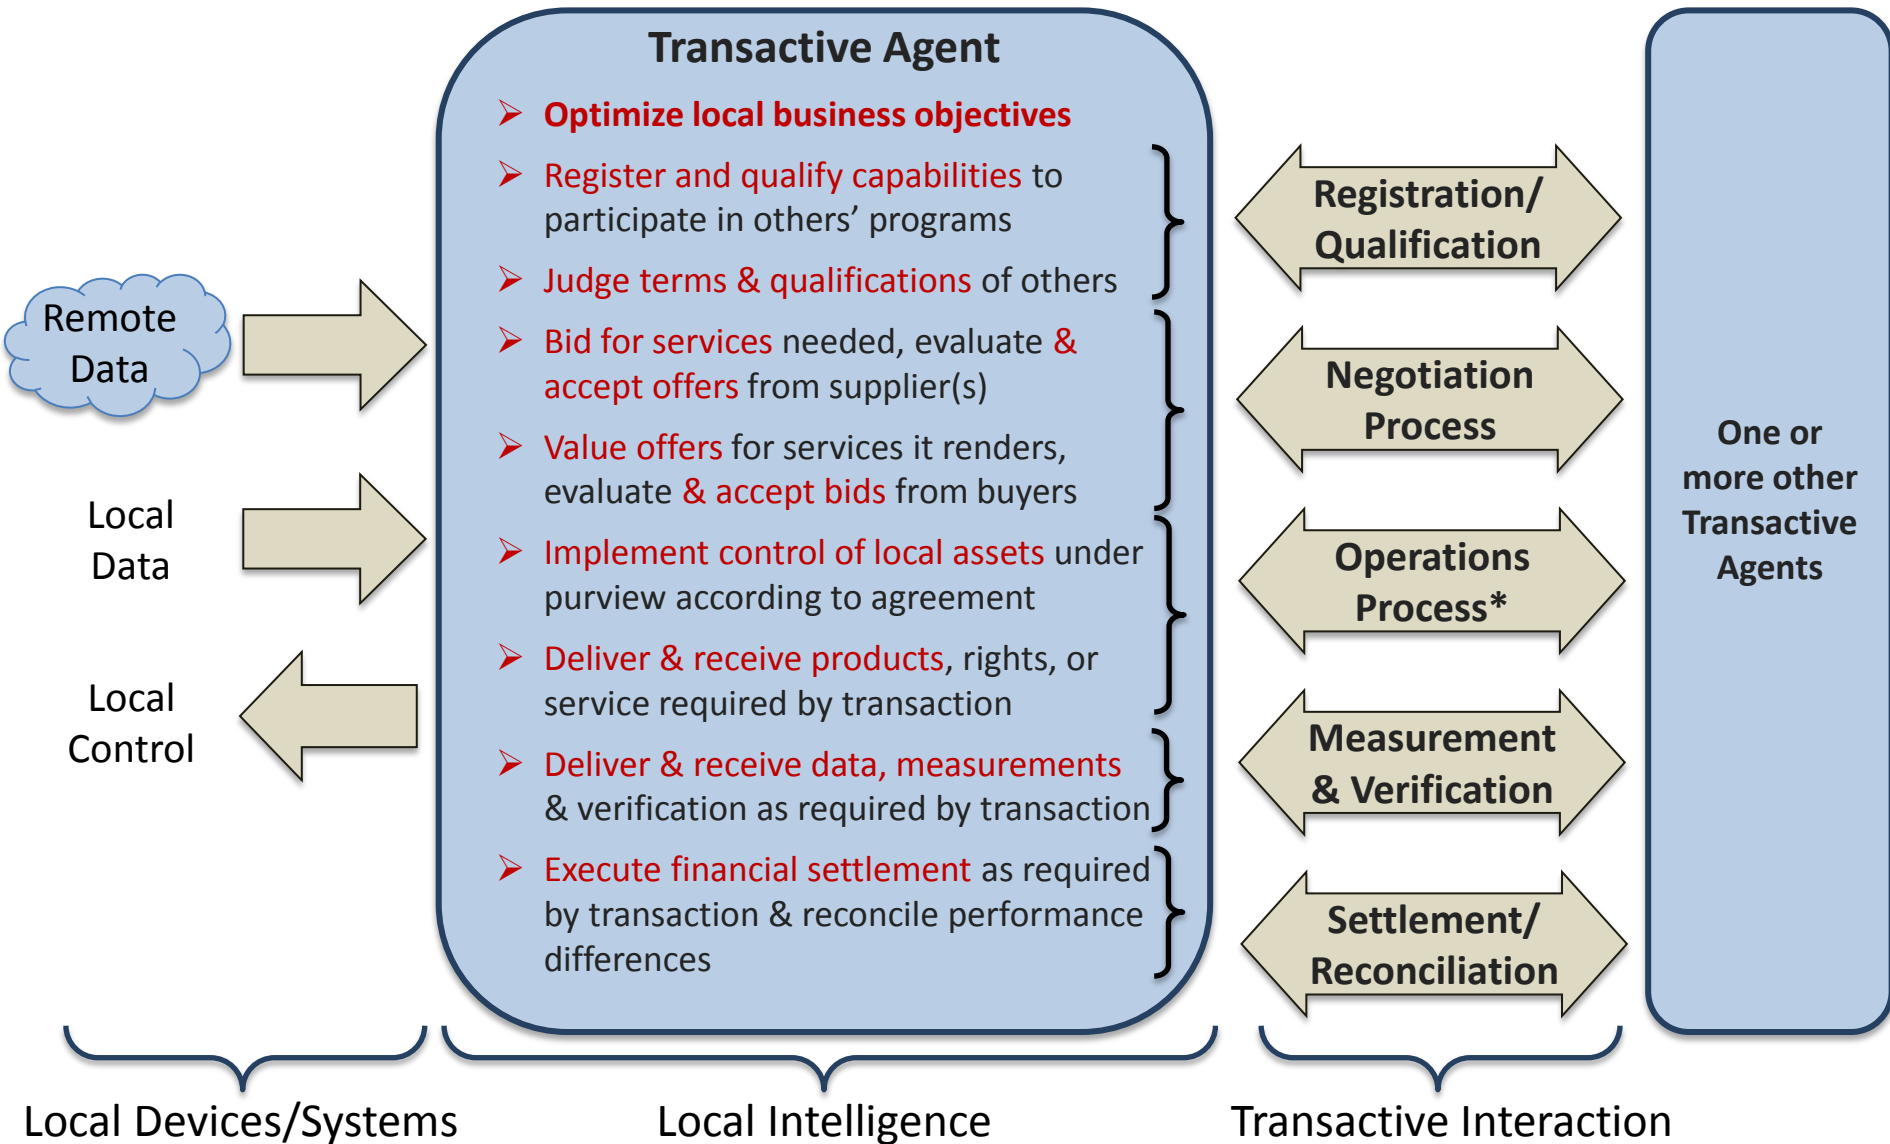 Transactive Agent
➢ Optimize local business objectives
➢ Register and qualify capabilities to
participate in others’ programs
➢ Judge terms & qualifications of others
➢ Bid for services needed, evaluate &
accept offers from supplier(s)
➢ Value offers for services it renders,
evaluate & accept bids from buyers
➢ Implement control of local assets under
purview according to agreement
➢ Deliver & receive products, rights, or
service required by transaction
➢ Deliver & receive data, measurements
& verification as required by transaction
➢ Execute financial settlement as required
by transaction & reconcile performance
differences
Remote
Data
Local
Data
Local
Control
Registration/
Qualification
Negotiation
Process
Operations
Process*
Measurement
& Verification
Settlement/
Reconciliation
One or
more other
Transactive
Agents
Local Devices/Systems
Local Intelligence
Transactive Interaction